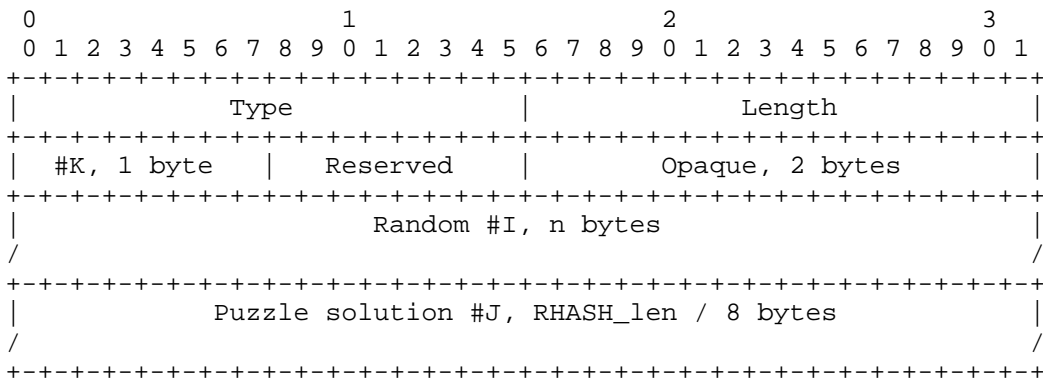 0                   1                   2                   3
0 1 2 3 4 5 6 7 8 9 0 1 2 3 4 5 6 7 8 9 0 1 2 3 4 5 6 7 8 9 0 1
+-+-+-+-+-+-+-+-+-+-+-+-+-+-+-+-+-+-+-+-+-+-+-+-+-+-+-+-+-+-+-+-+
|             Type              |             Length            |
+-+-+-+-+-+-+-+-+-+-+-+-+-+-+-+-+-+-+-+-+-+-+-+-+-+-+-+-+-+-+-+-+
|  #K, 1 byte   |   Reserved    |        Opaque, 2 bytes        |
+-+-+-+-+-+-+-+-+-+-+-+-+-+-+-+-+-+-+-+-+-+-+-+-+-+-+-+-+-+-+-+-+
|                      Random #I, n bytes                       |
/                                                               /
+-+-+-+-+-+-+-+-+-+-+-+-+-+-+-+-+-+-+-+-+-+-+-+-+-+-+-+-+-+-+-+-+
|            Puzzle solution #J, RHASH_len / 8 bytes            |
/                                                               /
+-+-+-+-+-+-+-+-+-+-+-+-+-+-+-+-+-+-+-+-+-+-+-+-+-+-+-+-+-+-+-+-+